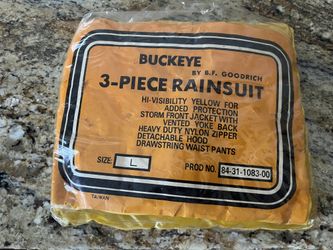 BUCKEYE
BY B.F. GOODRICH
3-PIECE RAINSUIT
HI-VISIBILITY YELLOW FOR
ADDED PROTECTION
STORM FRONT JACKET WITH
VENTED YOKE BACK
HEAVY DUTY NYLON ZIPPER
DETACHABLE HOOD
DRAWSTRING WAIST PANTS
SIZE: L
PROD NO. 84-31-1083-00
TAIWAN